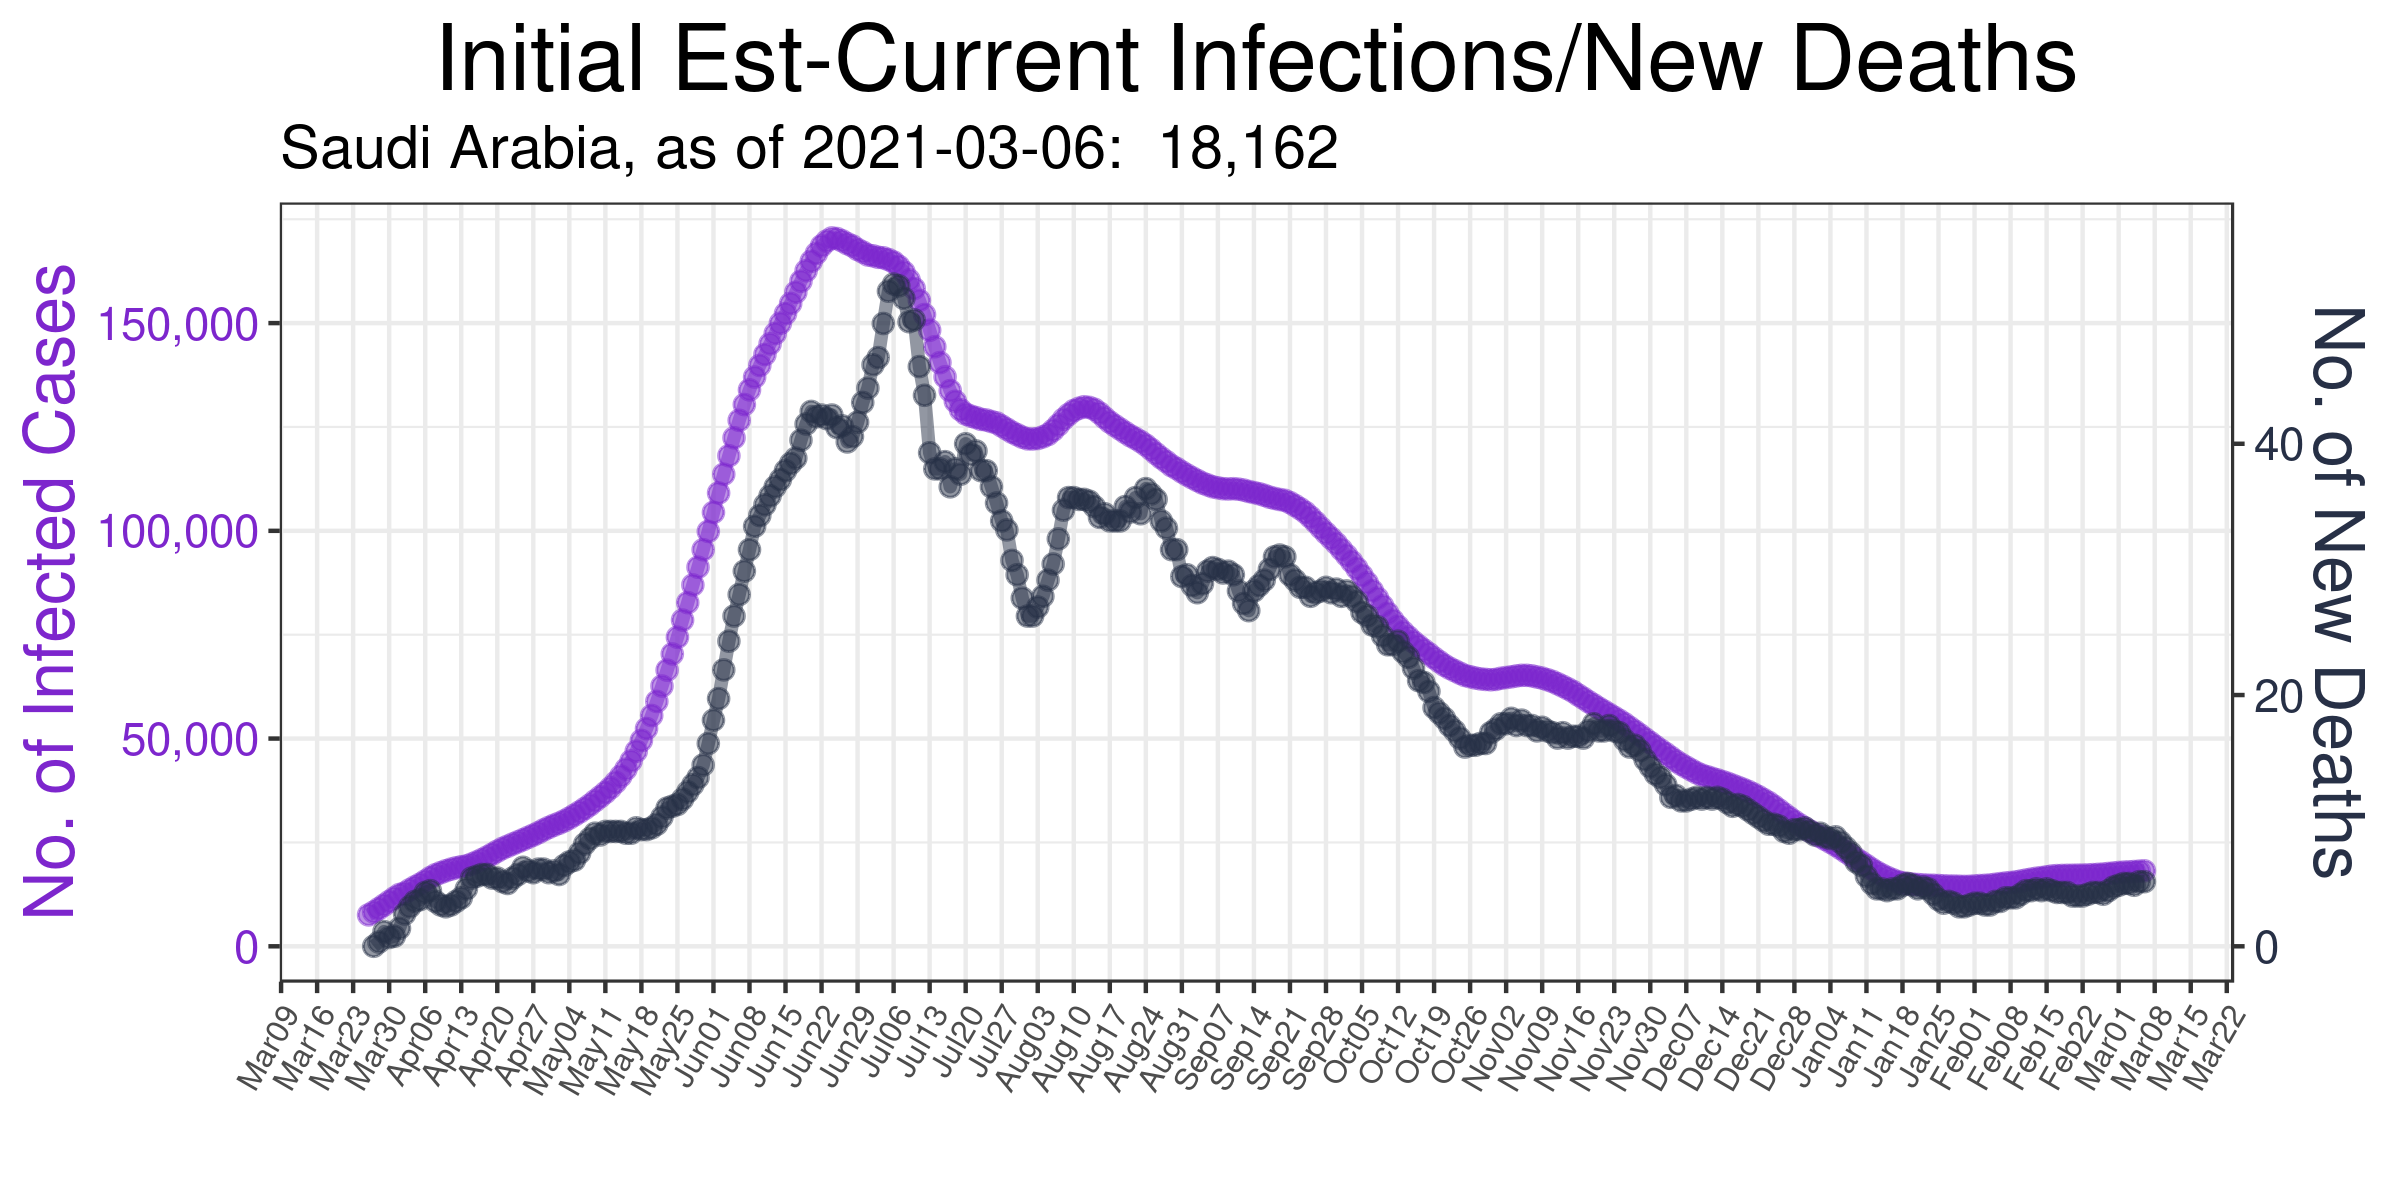 Initial Est-Current Infections/New Deaths
Saudi Arabia, as of 2021-03-06: 18,162
No. of Infected Cases
150,000
100,000
50,000
0
40
20
0
No. of New Deaths
Mar09
Mar16
Mar23
Mar30
Apr06
Apr13
Apr20
Apr27
May04
May11
May18
May25
Jun01
Jun08
Jun15
Jun22
Jun29
Jul06
Jul13
Jul20
Jul27
Aug03
Aug10
Aug17
Aug24
Aug31
Sep07
Sep14
Sep21
Sep28
Oct05
Oct12
Oct19
Oct26
Nov02
Nov09
Nov16
Nov23
Nov30
Dec07
Dec14
Dec21
Dec28
Dec04
Jan11
Jan18
Jan25
Feb01
Feb08
Feb15
Feb22
Mar01
Mar08
Mar15
Mar22